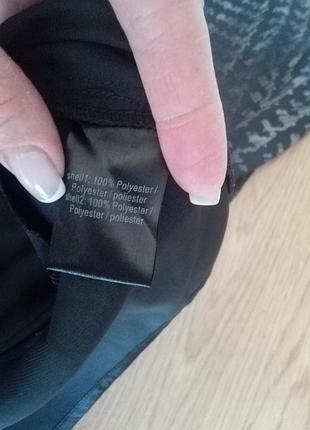 shell1: 100% Polyester /
Polyester / poliester
shell2: 100% Polyester /
Polyester / poliester